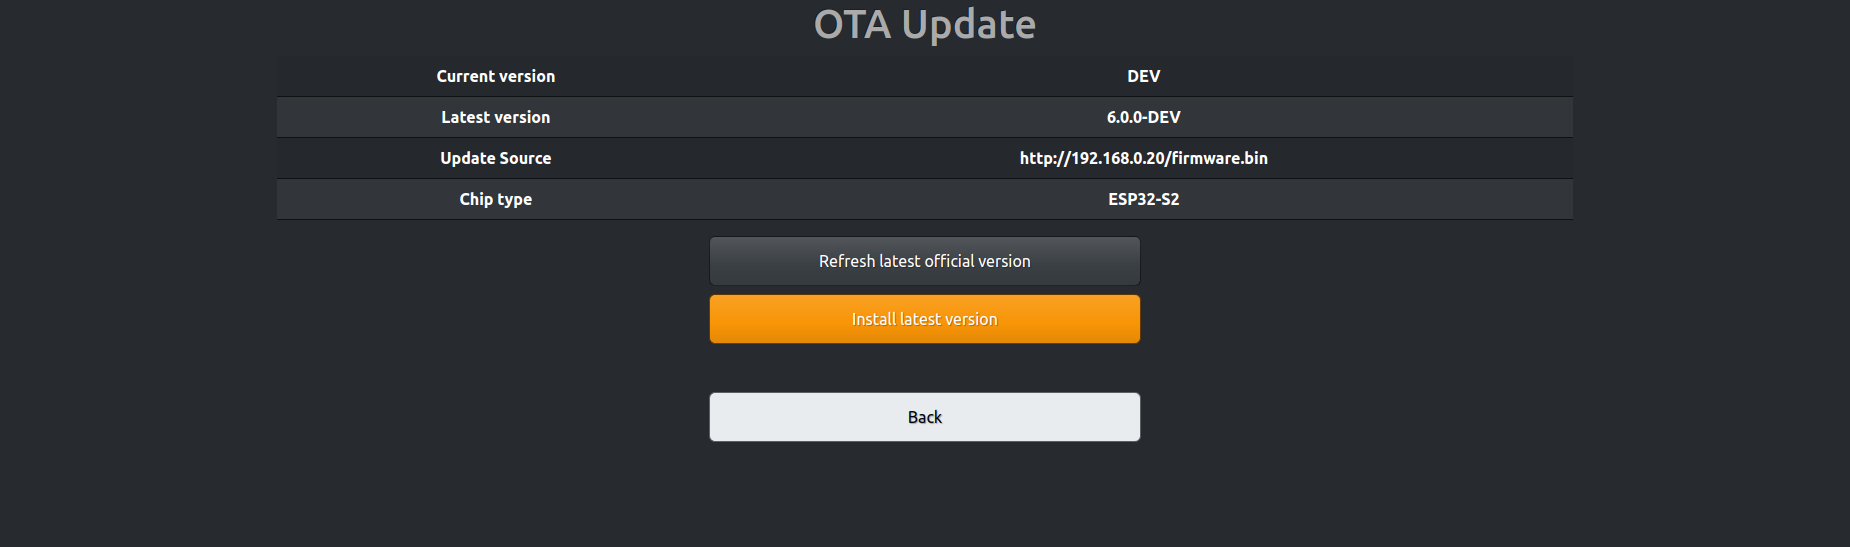 OTA Update
Current version DEV
Latest version 6.0.0-DEV
Update Source http://192.168.0.20/firmware.bin
Chip type ESP32-S2
Refresh latest official version
Install latest version
Back